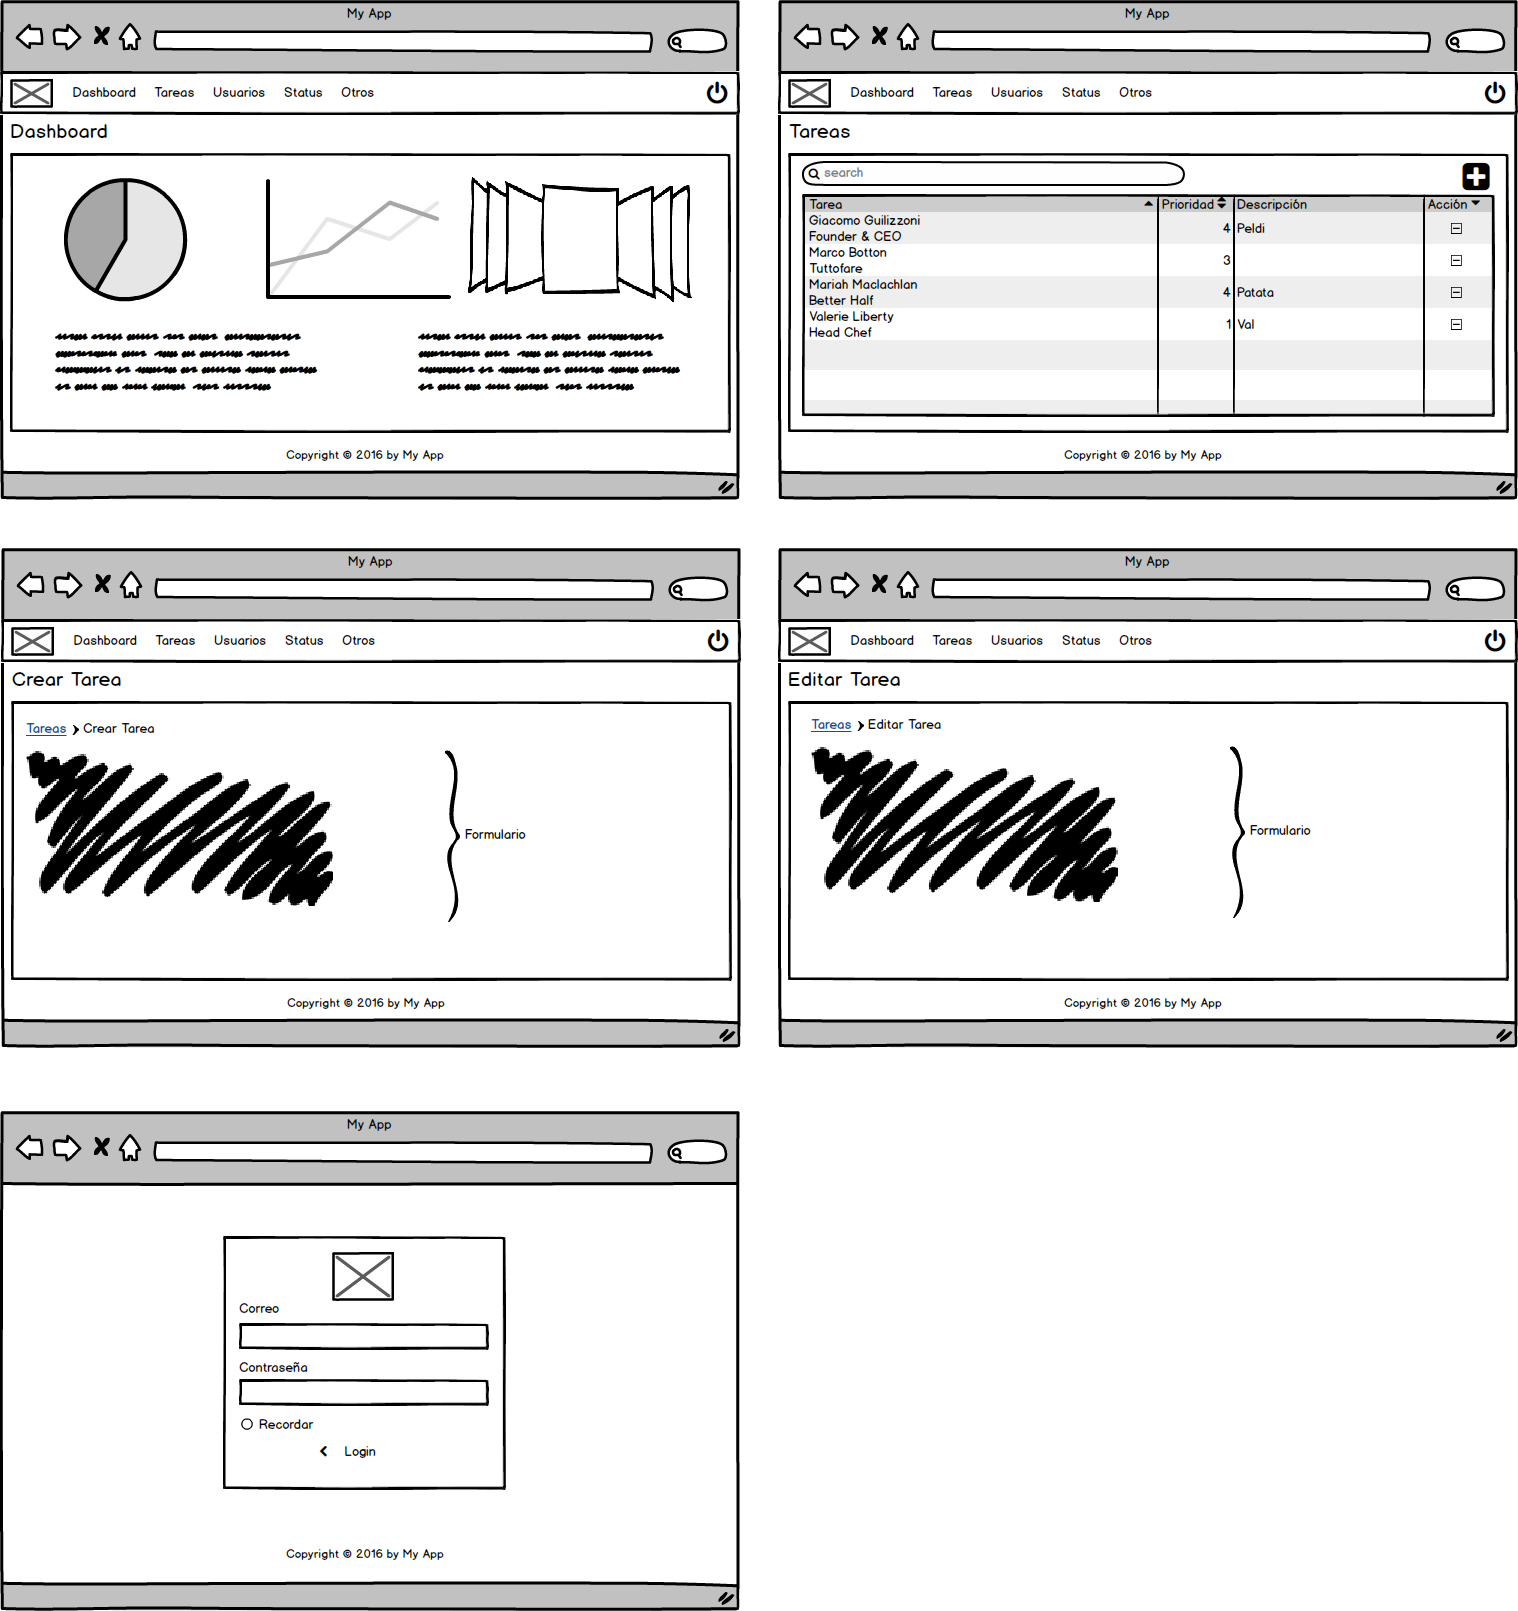 My App
Dashboard Tareas Usuarios Status Otros
Dashboard
Copyright © 2016 by My App
My App
Dashboard Tareas Usuarios Status Otros
Tareas
search
Tarea Prioridad Descripción Acción
Giacomo Guilizzoni
Founder & CEO
4 Peldi
Marco Botton
Tuttofare
3
Mariah Maclachlan
Better Half
4 Patata
Valerie Liberty
Head Chef
1 Val
Copyright © 2016 by My App
My App
Dashboard Tareas Usuarios Status Otros
Crear Tarea
Tareas Crear Tarea
Formulario
Copyright © 2016 by My App
My App
Dashboard Tareas Usuarios Status Otros
Editar Tarea
Tareas Editar Tarea
Formulario
Copyright © 2016 by My App
My App
Correo
Contraseña
Recordar
Login
Copyright © 2016 by My App